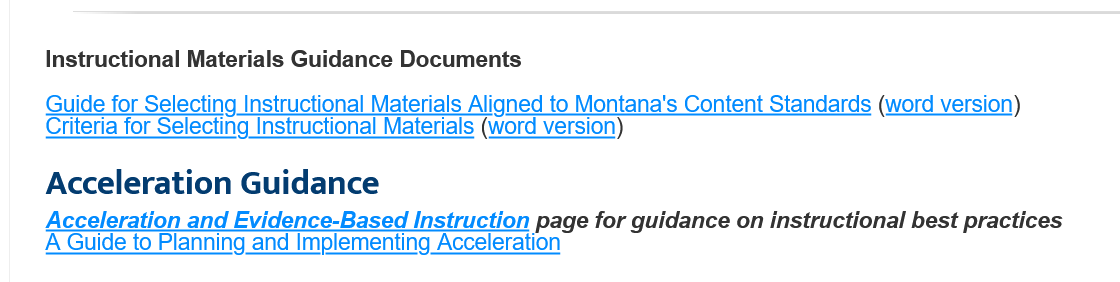 Instructional Materials Guidance Documents
Guide for Selecting Instructional Materials Aligned to Montana's Content Standards (word version)
Criteria for Selecting Instructional Materials (word version)
Acceleration Guidance
Acceleration and Evidence-Based Instruction page for guidance on instructional best practices
A Guide to Planning and Implementing Acceleration